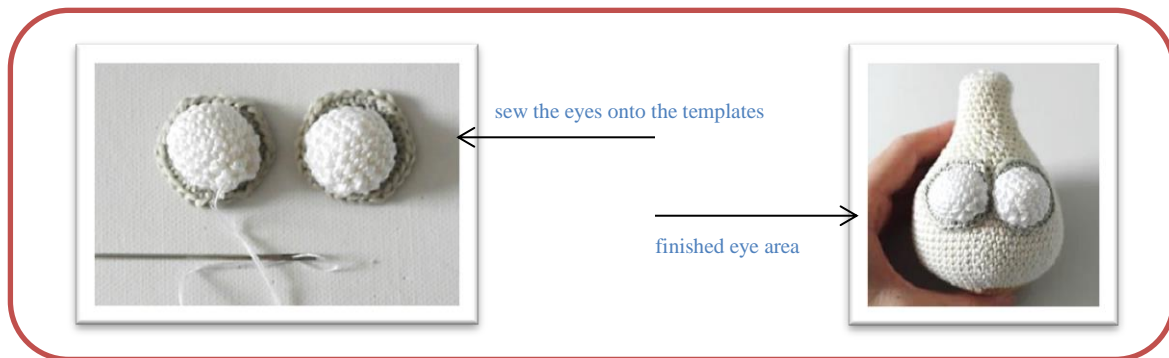 sew the eyes onto the templates
finished eye area